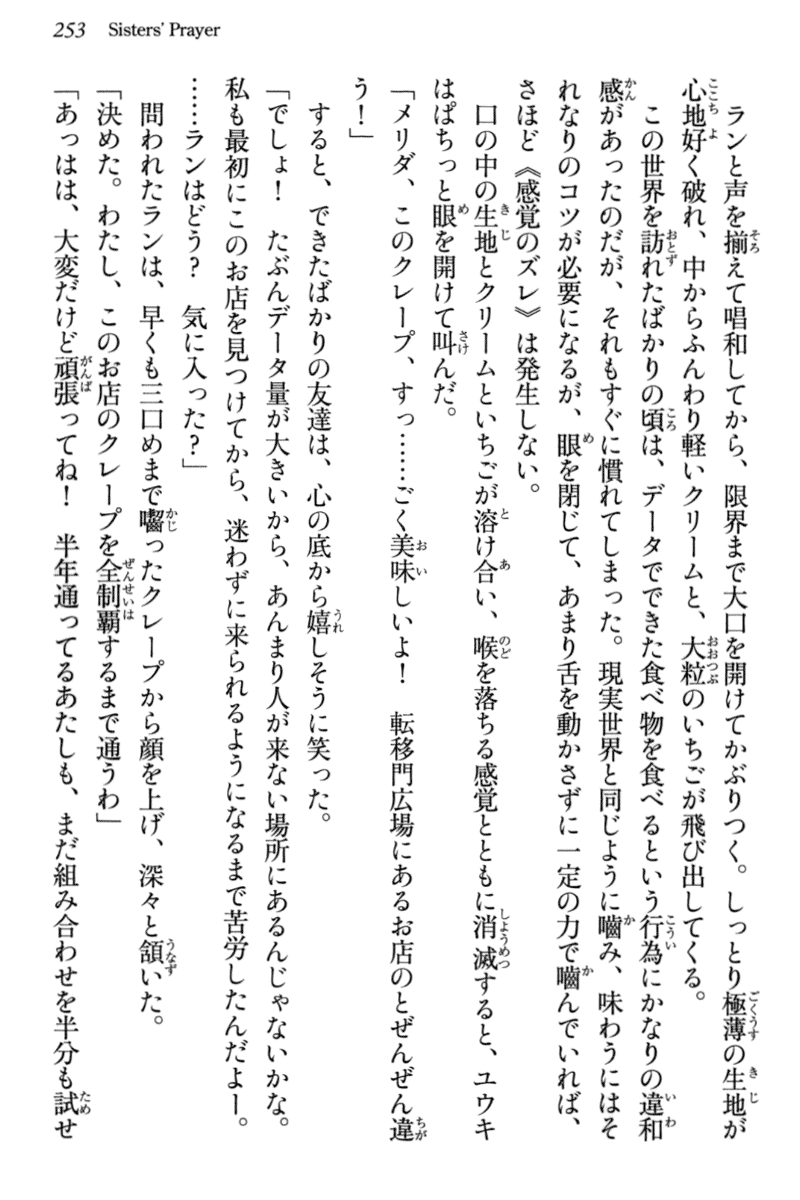 253 Sisters' Prayer
ランと声を揃えて唱和してから、限界まで大口を開けてかぶりつく。しっとり極薄の生地が
心地好く破れ、中からふんわり軽いクリームと、大粒のいちごが飛び出してくる。
この世界を訪れたばかりの頃は、データでできた食べ物を食べるという行為にかなりの違和
感があったのだが、それもすぐに慣れてしまった。現実世界と同じように嚙み、味わうにはそ
れなりのコツが必要になるが、眼を閉じて、あまり舌を動かさずに一定の力で嚙んでいれば、
さほど《感覚のズレ》は発生しない。
口の中の生地とクリームといちごが溶け合い、喉を落ちる感覚とともに消滅すると、ユウキ
はぱちっと眼を開けて叫んだ。
「メリダ、このクレープ、すっ……ごく美味しいよ！　転移門広場にあるお店のとぜんぜん違
う！」
すると、できたばかりの友達は、心の底から嬉しそうに笑った。
「でしょ！　たぶんデータ量が大きいから、あんまり人が来ない場所にあるんじゃないかな。
私も最初にこのお店を見つけてから、迷わずに来られるようになるまで苦労したんだよー。
……ランはどう？　気に入った？」
問われたランは、早くも三口めまで囓ったクレープから顔を上げ、深々と頷いた。
「決めた。わたし、このお店のクレープを全制覇するまで通うわ」
「あっはは、大変だけど頑張ってね！　半年通ってるあたしも、まだ組み合わせを半分も試せ